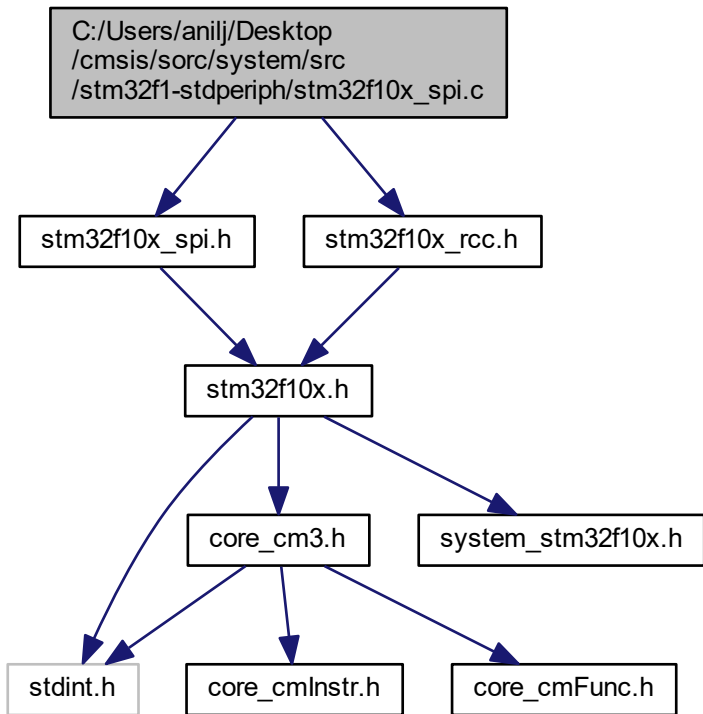 C:/Users/anilj/Desktop
/cmsis/sorc/system/src
/stm32f1-stdperiph/stm32f10x_spi.c
stm32f10x_spi.h
stm32f10x_rcc.h
stm32f10x.h
core_cm3.h
system_stm32f10x.h
stdint.h
core_cmInstr.h
core_cmFunc.h